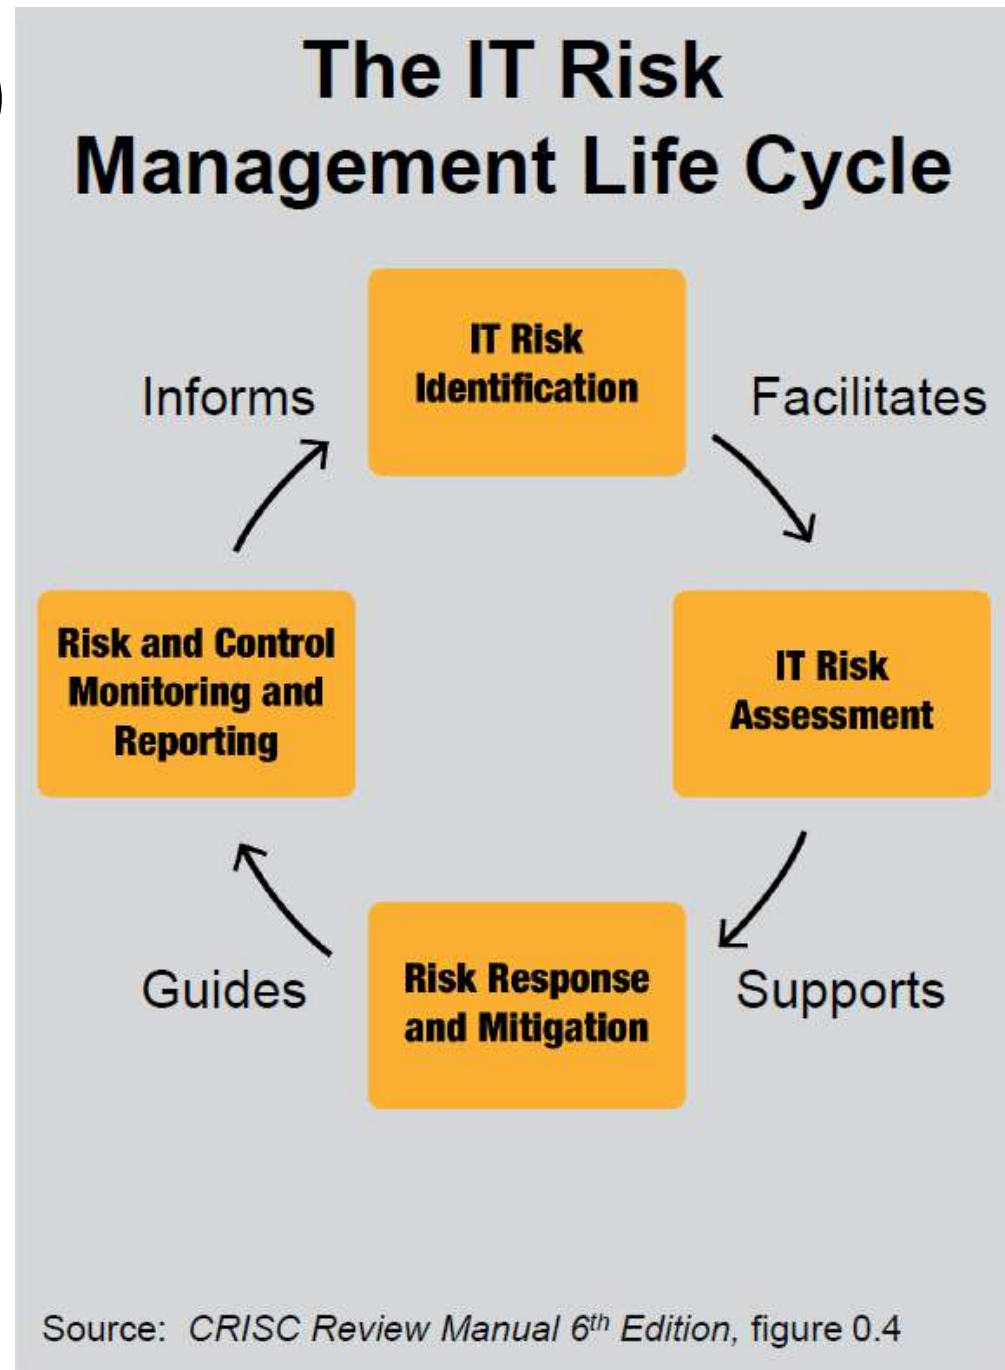 The IT Risk
Management Life Cycle
IT Risk
Identification
Informs
Facilitates
Risk and Control
Monitoring and
Reporting
IT Risk
Assessment
Risk Response
and Mitigation
Guides
Supports
Source: CRISC Review Manual 6th Edition, figure 0.4